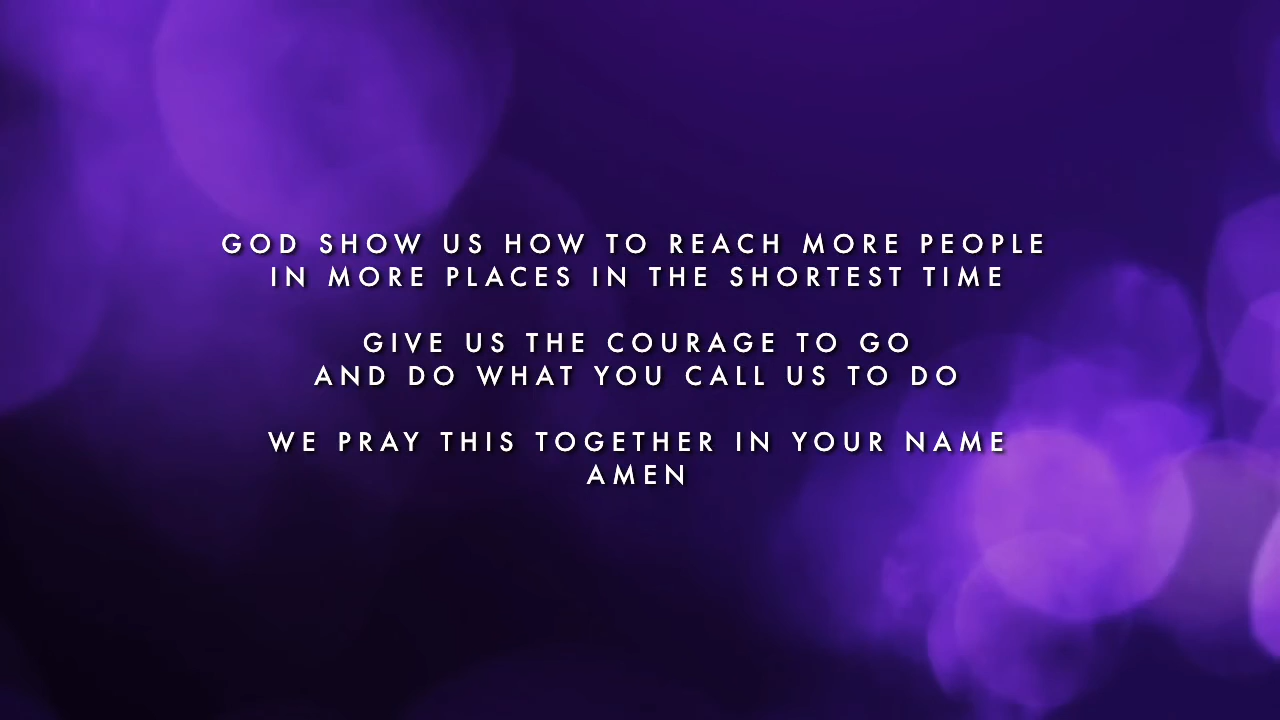 GOD SHOW US HOW TO REACH MORE PEOPLE
IN MORE PLACES IN THE SHORTEST TIME
GIVE US THE COURAGE TO GO
AND DO WHAT YOU CALL US TO DO
WE PRAY THIS TOGETHER IN YOUR NAME
AMEN